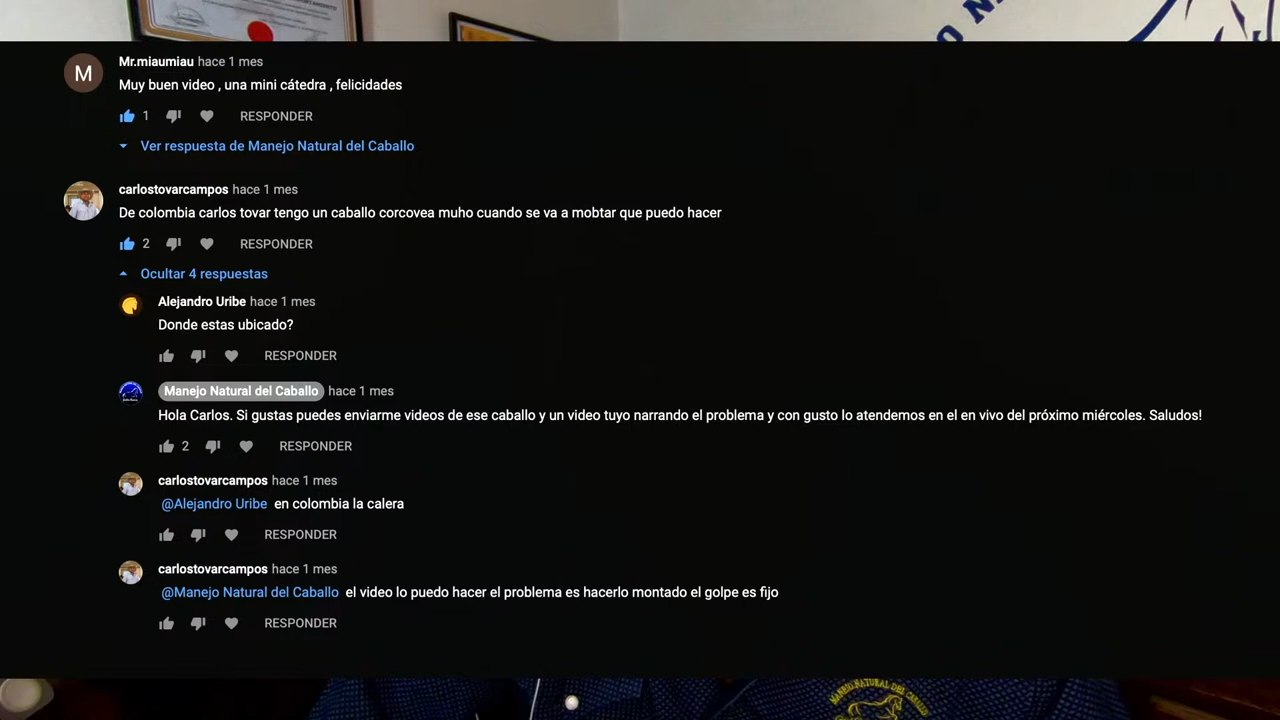 Mr.miaumiau hace 1 mes
Muy buen video , una mini cátedra , felicidades
1 RESPONDER
Ver respuesta de Manejo Natural del Caballo
carlostovarcampos hace 1 mes
De colombia carlos tovar tengo un caballo corcovea muho cuando se va a mobtar que puedo hacer
2 RESPONDER
Ocultar 4 respuestas
Alejandro Uribe hace 1 mes
Donde estas ubicado?
RESPONDER
Manejo Natural del Caballo hace 1 mes
Hola Carlos. Si gustas puedes enviarme videos de ese caballo y un video tuyo narrando el problema y con gusto lo atendemos en el en vivo del próximo miércoles. Saludos!
2 RESPONDER
carlostovarcampos hace 1 mes
@Alejandro Uribe en colombia la calera
RESPONDER
carlostovarcampos hace 1 mes
@Manejo Natural del Caballo el video lo puedo hacer el problema es hacerlo montado el golpe es fijo
RESPONDER
MANEJO NATURAL DEL CABALLO